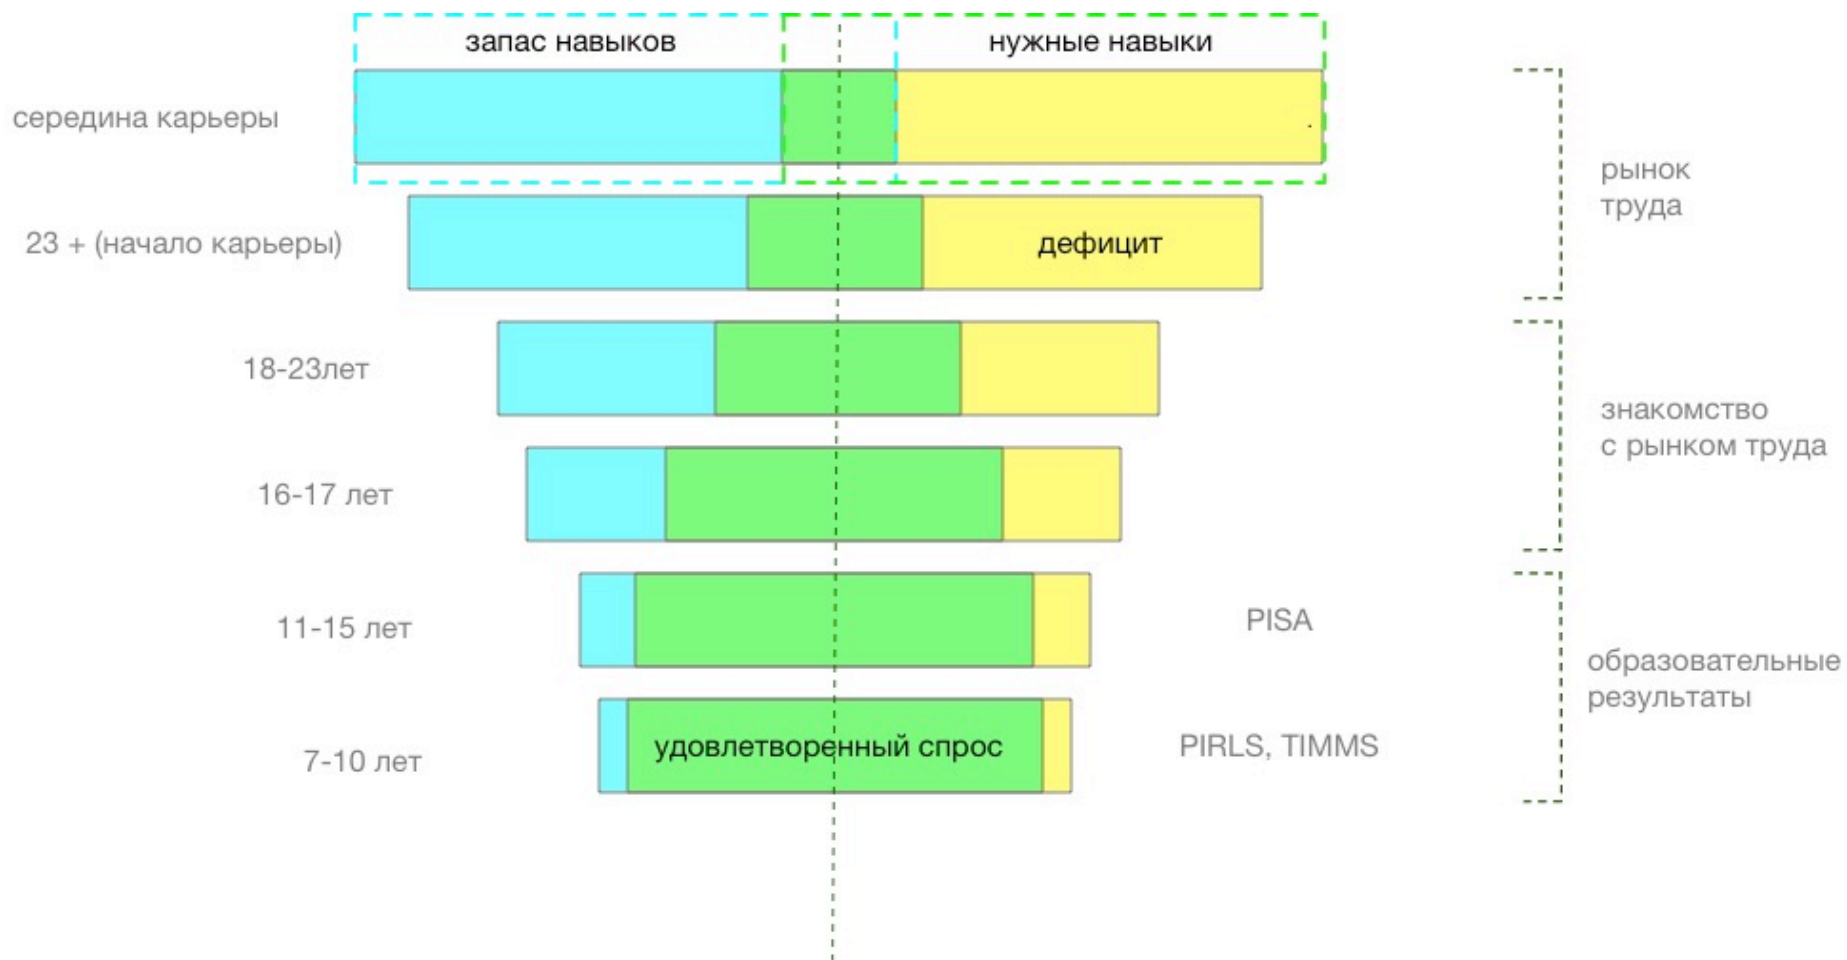 запас навыков
нужные навыки
середина карьеры
рынок
труда
23 + (начало карьеры)
дефицит
18-23лет
знакомство
с рынком труда
16-17 лет
11-15 лет
PISA
образовательные
результаты
7-10 лет
удовлетворенный спрос
PIRLS, TIMMS